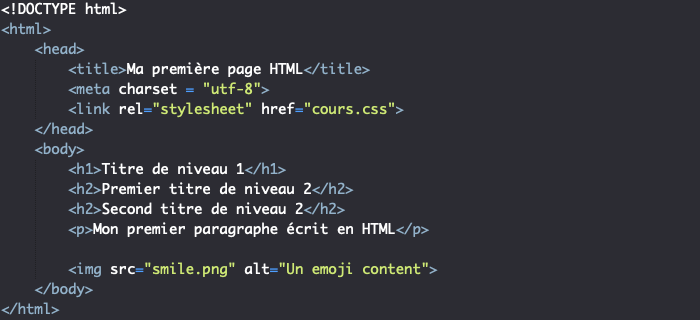 <!DOCTYPE html>
<html>
<head>
<title>Ma première page HTML</title>
<meta charset = "utf-8">
<link rel="stylesheet" href="cours.css">
</head>
<body>
<h1>Titre de niveau 1</h1>
<h2>Premier titre de niveau 2</h2>
<h2>Second titre de niveau 2</h2>
<p>Mon premier paragraphe écrit en HTML</p>
<img src="smile.png" alt="Un emoji content">
</body>
</html>